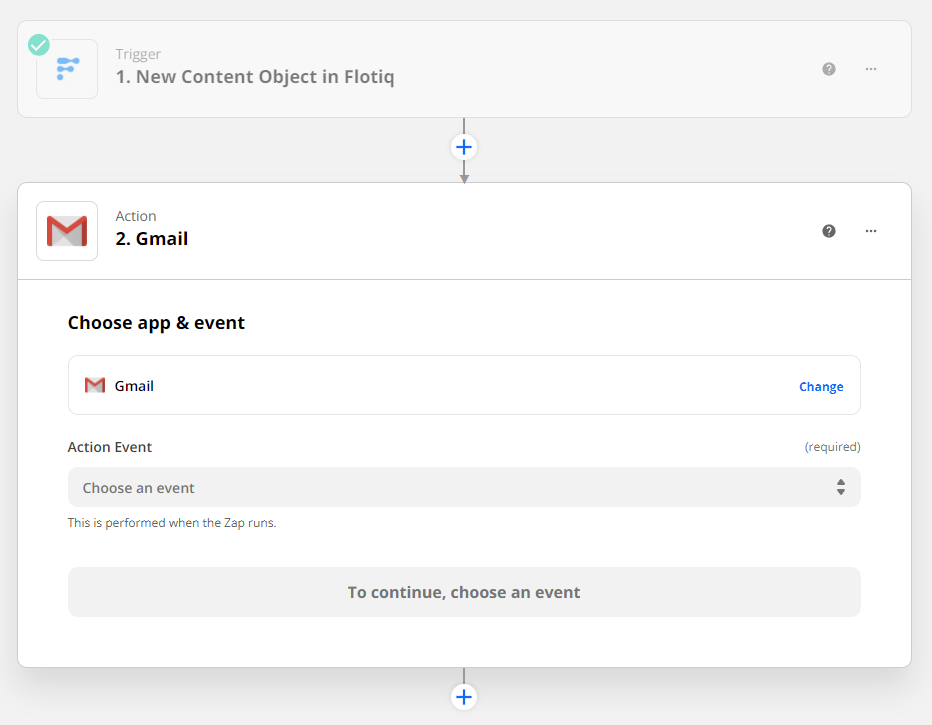 Trigger
1. New Content Object in Flotiq
?
...
Action
2. Gmail
?
...
Choose app & event
Gmail
Change
Action Event
(required)
Choose an event
This is performed when the Zap runs.
To continue, choose an event